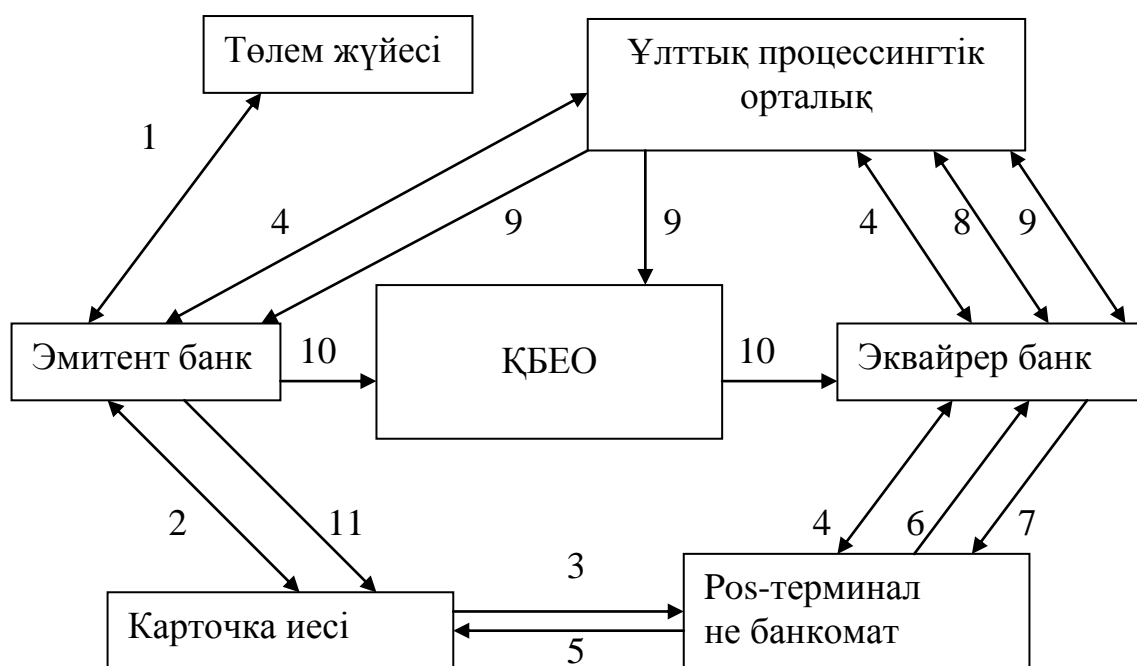 Төлем жүйесі
Ұлттық процессингтік
орталық
1
4
9
9
4
8
9
Эмитент банк
10
ҚБЕО
10
Эквайрер банк
2
11
4
6
7
3
Карточка иесі
5
Pos-терминал
не банкомат